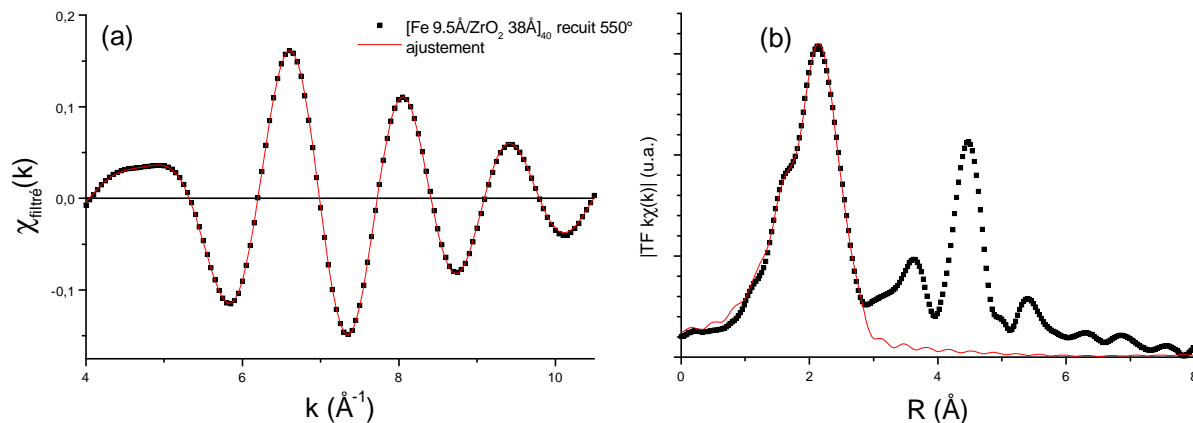 (a)
[Fe 9.5Å/ZrO₂ 38Å]₄₀ recuit 550°
ajustement
0,2
0,1
0,0
-0,1
χfiltré(k)
4 6 8 10
k (Å⁻¹)
(b)
|TF kχ(k)| (u.a.)
0 2 4 6 8
R (Å)